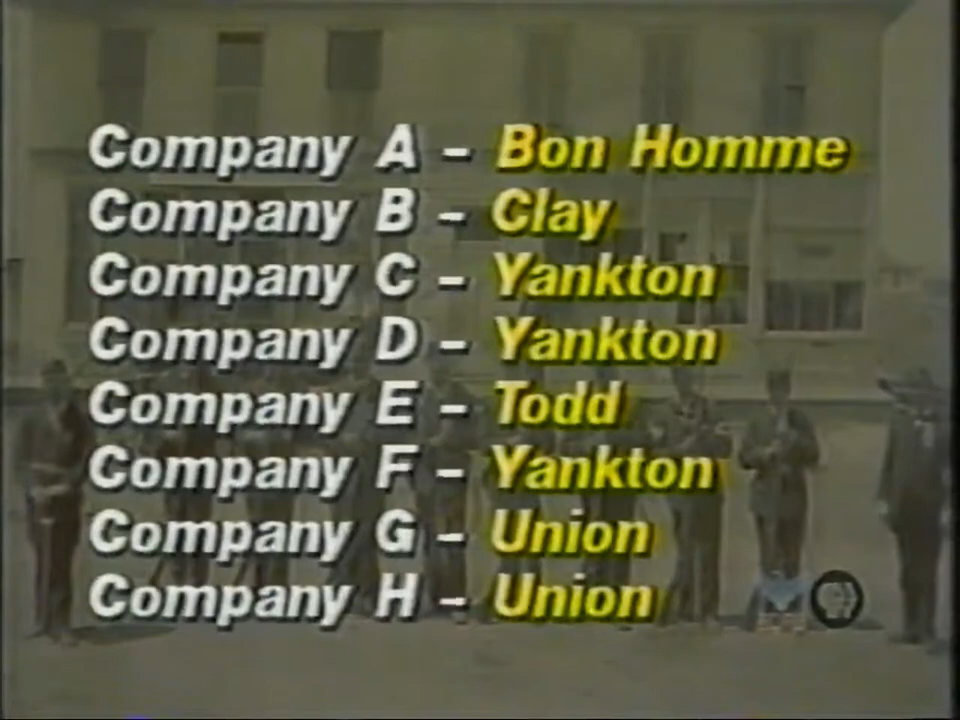 Company A – Bon Homme
Company B – Clay
Company C – Yankton
Company D – Yankton
Company E – Todd
Company F – Yankton
Company G – Union
Company H – Union